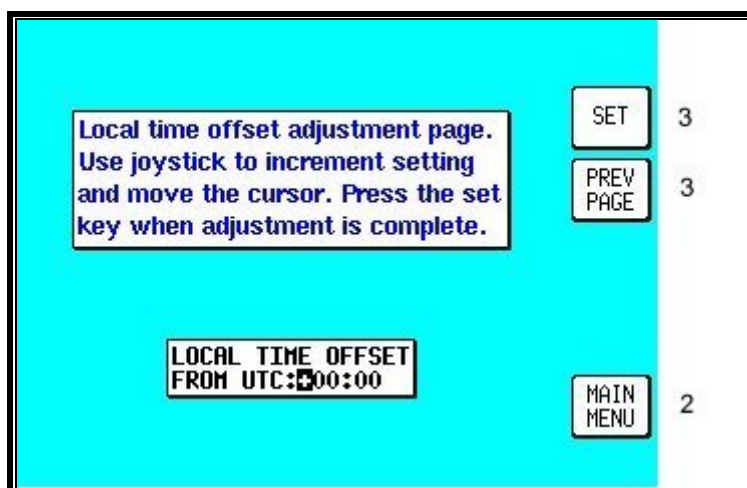 Local time offset adjustment page.
Use joystick to increment setting
and move the cursor. Press the set
key when adjustment is complete.
SET
3
PREV
PAGE
3
LOCAL TIME OFFSET
FROM UTC:+00:00
MAIN
MENU
2